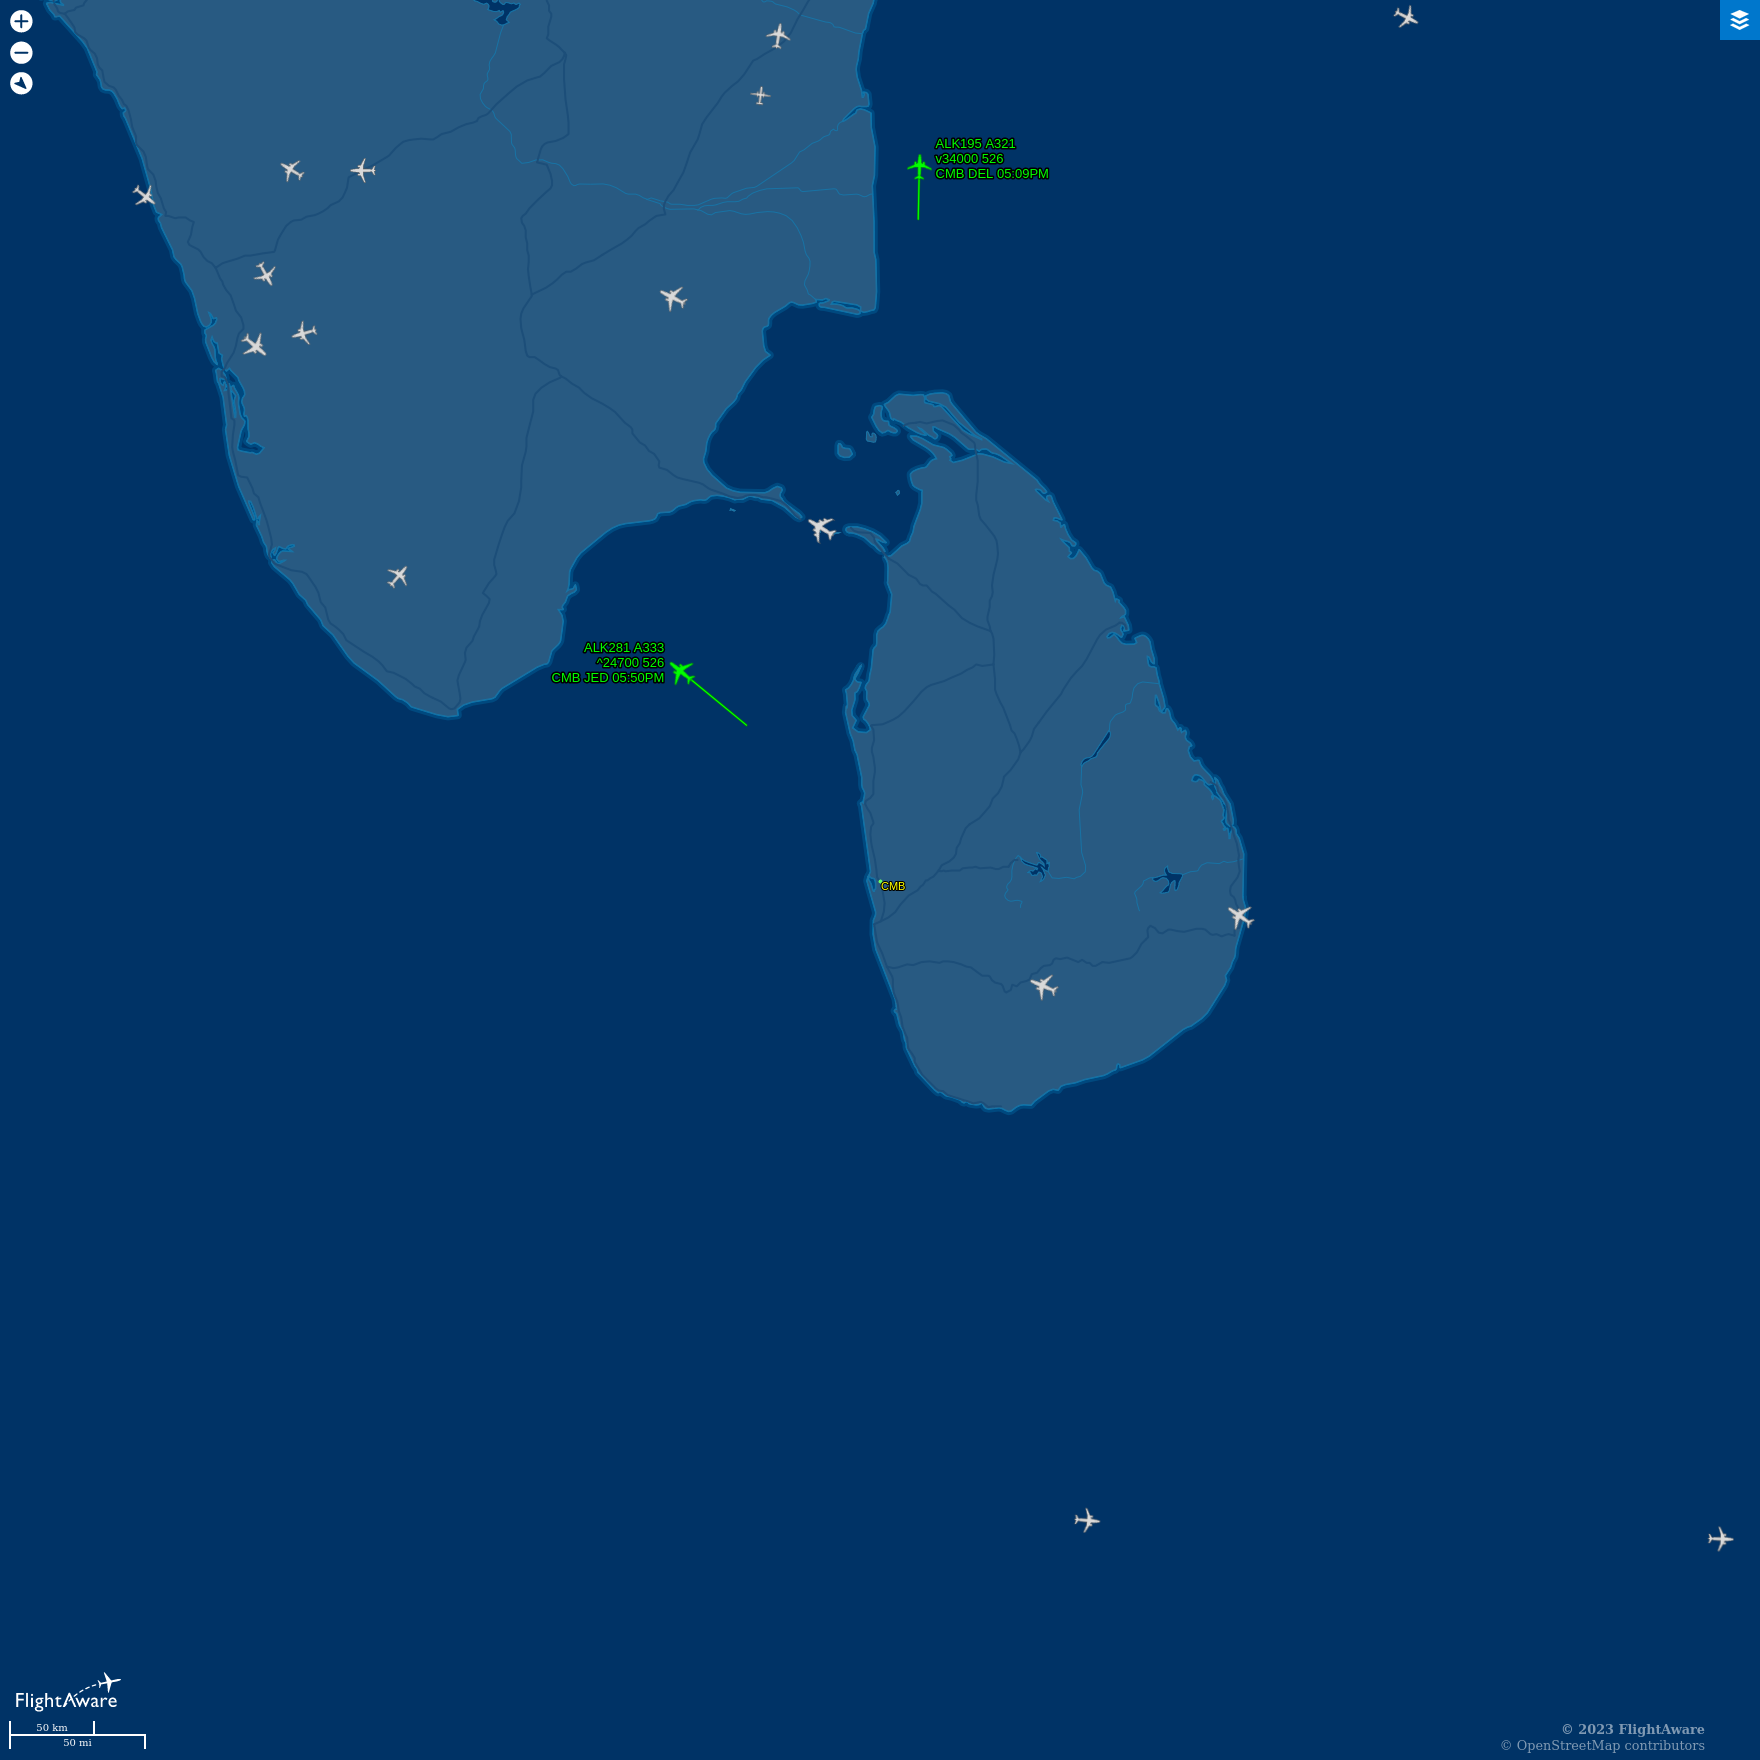 ALK195 A321
v34000 526
CMB DEL 05:09PM
ALK281 A333
^24700 526
CMB JED 05:50PM
CMB
FlightAware
50 km
50 mi
© 2023 FlightAware
© OpenStreetMap contributors